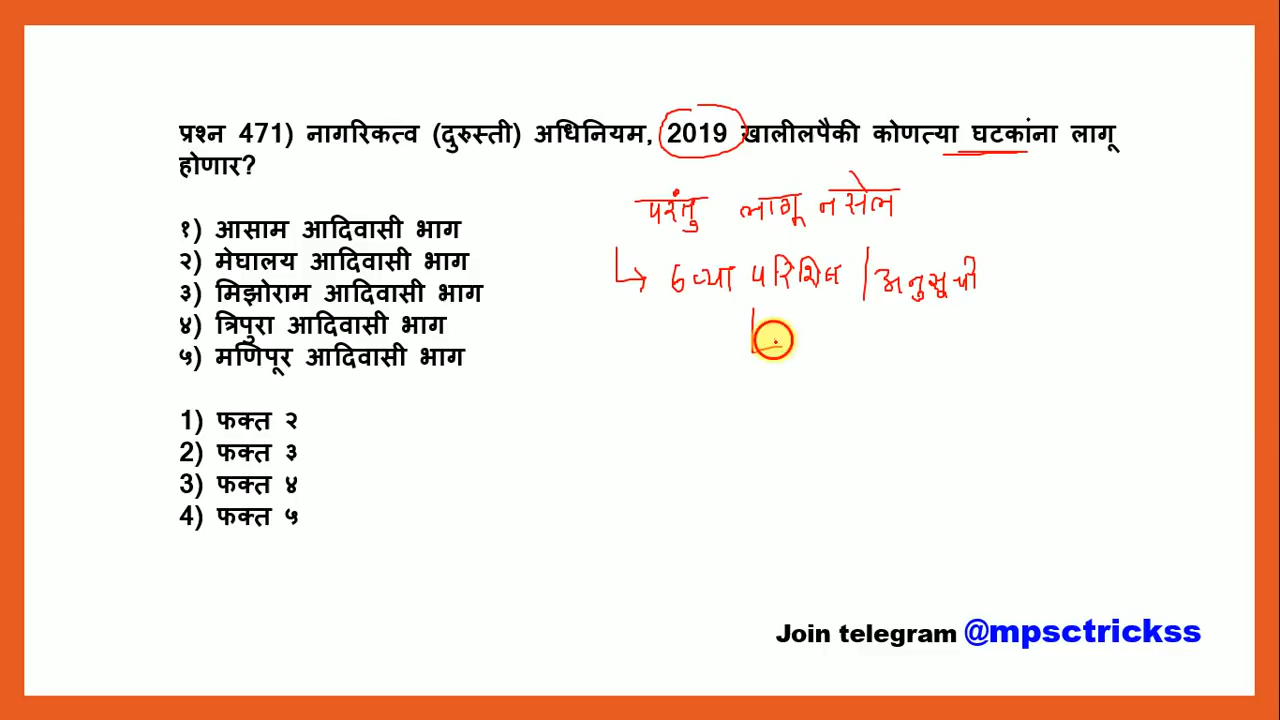 प्रश्न 471) नागरिकत्व (दुरुस्ती) अधिनियम, 2019 खालीलपैकी कोणत्या घटकांना लागू
होणार?
परंतु लागू नसेल
१) आसाम आदिवासी भाग
२) मेघालय आदिवासी भाग
६व्या परिशिष्ट / अनुसूची
३) मिझोराम आदिवासी भाग
४) त्रिपुरा आदिवासी भाग
५) मणिपूर आदिवासी भाग
1) फक्त २
2) फक्त ३
3) फक्त ४
4) फक्त ५
Join telegram @mpsctrickss